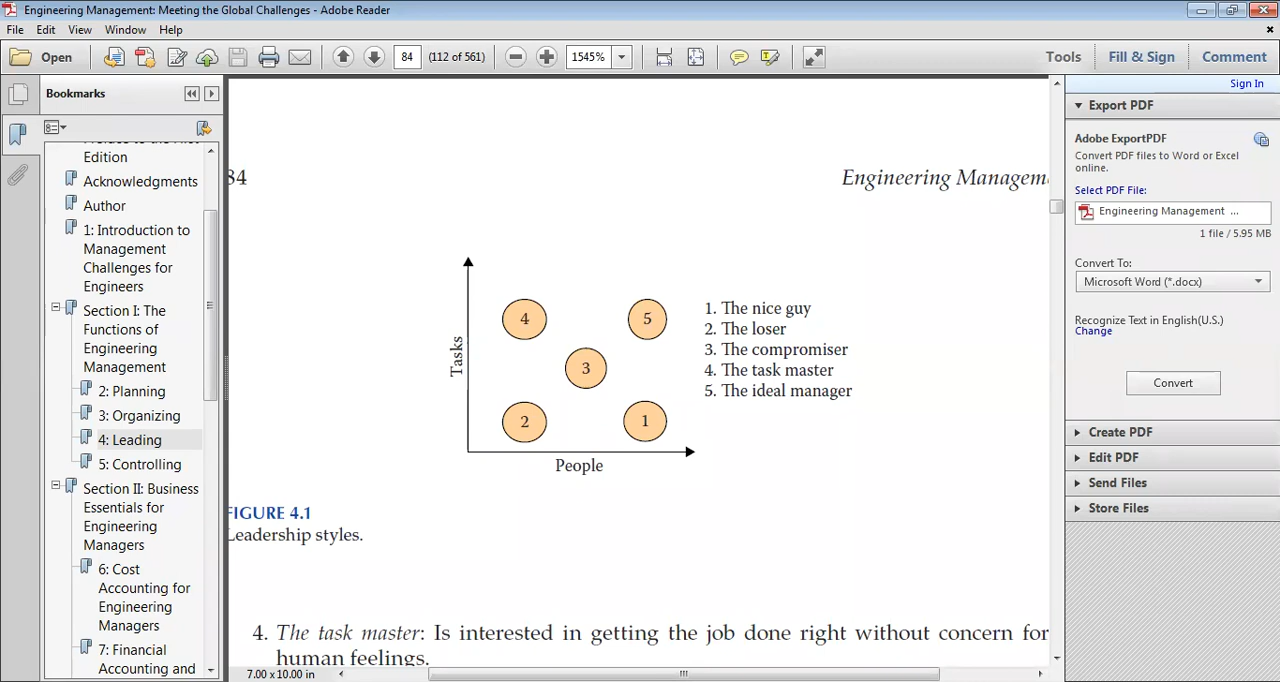 Engineering Management: Meeting the Global Challenges - Adobe Reader
File Edit View Window Help
Open 84 (112 of 561) 1545% Tools Fill & Sign Comment
Sign In
Bookmarks
Edition
Acknowledgments
Author
1: Introduction to
Management
Challenges for
Engineers
Section I: The
Functions of
Engineering
Management
2: Planning
3: Organizing
4: Leading
5: Controlling
Section II: Business
Essentials for
Engineering
Managers
6: Cost
Accounting for
Engineering
Managers
7: Financial
Accounting and
84
Engineering Managem
Tasks
4
5
3
2
1
People
1. The nice guy
2. The loser
3. The compromiser
4. The task master
5. The ideal manager
FIGURE 4.1
Leadership styles.
4. The task master: Is interested in getting the job done right without concern for
human feelings.
7.00 x 10.00 in
Export PDF
Adobe ExportPDF
Convert PDF files to Word or Excel
online.
Select PDF File:
Engineering Management ...
1 file / 5.95 MB
Convert To:
Microsoft Word (*.docx)
Recognize Text in English(U.S.)
Change
Convert
Create PDF
Edit PDF
Send Files
Store Files